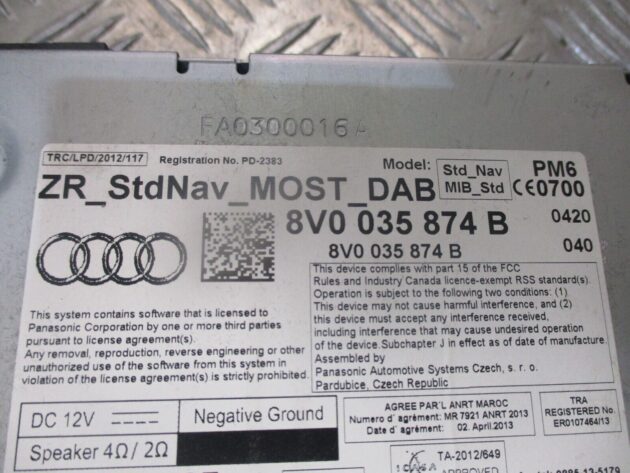 FA0300016A
TRC/LPD/2012/117
Registration No. PD-2383
Model:
Std_Nav
MIB_Std
PM6
CE0700
ZR_StdNav_MOST_DAB
8V0 035 874 B
0420
8V0 035 874 B
040
This device complies with part 15 of the FCC
Rules and Industry Canada licence-exempt RSS standard(s).
Operation is subject to the following two conditions: (1)
This device may not cause harmful interference, and (2)
this device must accept any interference received,
including interference that may cause undesired operation
of the device.Subchapter J in effect as of date of manufacture.
Assembled by
Panasonic Automotive Systems Czech, s. r. o.
Pardubice, Czech Republic
This system contains software that is licensed to
Panasonic Corporation by one or more third parties
pursuant to license agreement(s).
Any removal, reproduction, reverse engineering or other
unauthorized use of the software from this system in
violation of the license agreement(s) is strictly prohibited.
DC 12V
Negative Ground
Speaker 4Ω / 2Ω
AGREE PAR'L ANRT MAROC
Numero d`agrément: MR 7921 ANRT 2013
Date d`agrément: 02.April.2013
TRA
REGISTERED No.
ER0107464/13
TA-2012/649
APPROVED